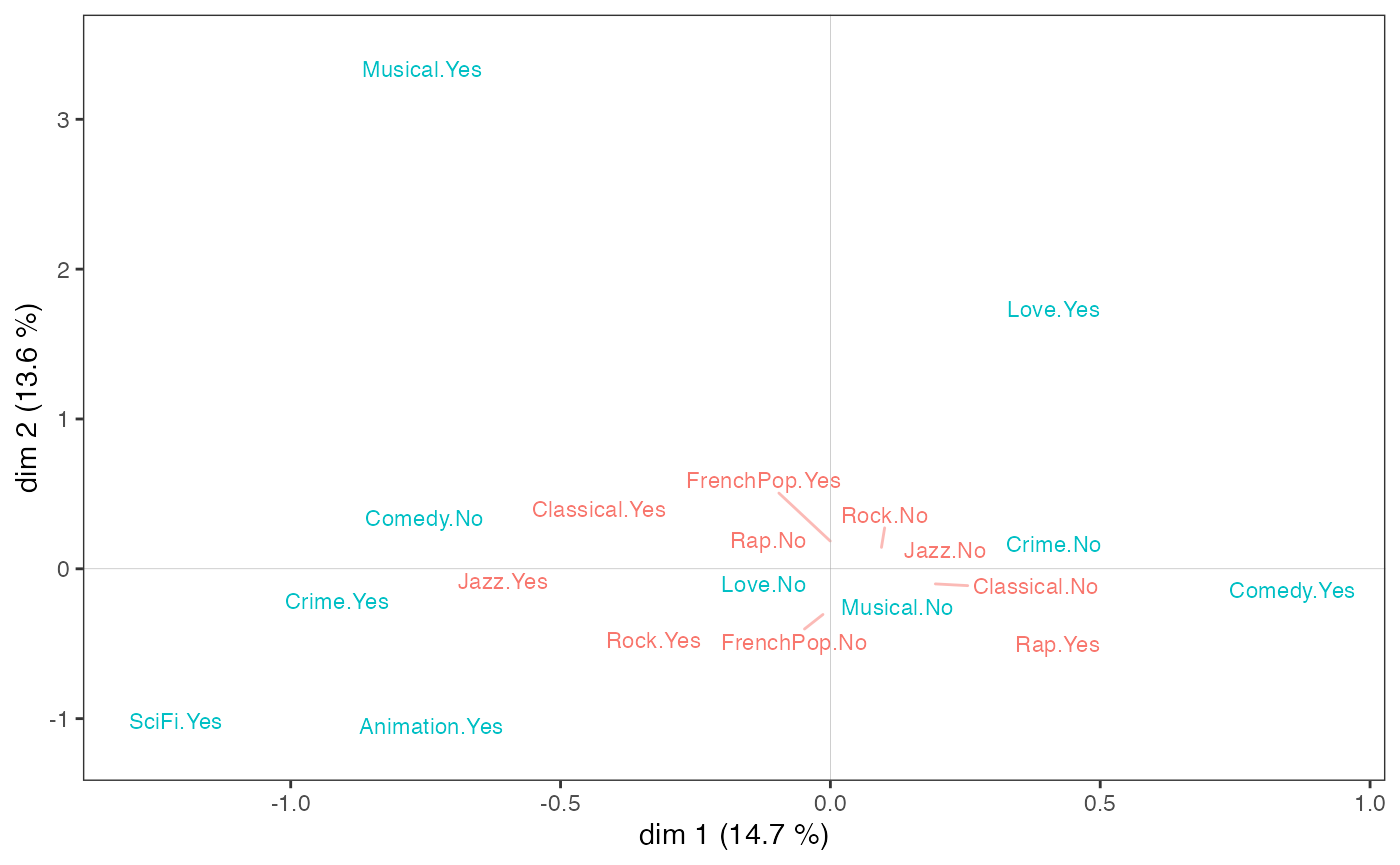 Musical.Yes
3
2
Love.Yes
dim 2 (13.6 %)
1
FrenchPop.Yes
Classical.Yes
Rock.No
Comedy.No
Rap.No
Crime.No
Jazz.No
0
Jazz.Yes
Love.No
Classical.No
Comedy.Yes
Crime.Yes
Musical.No
Rock.Yes
FrenchPop.No
Rap.Yes
-1
SciFi.Yes
Animation.Yes
-1.0
-0.5
0.0
0.5
1.0
dim 1 (14.7 %)